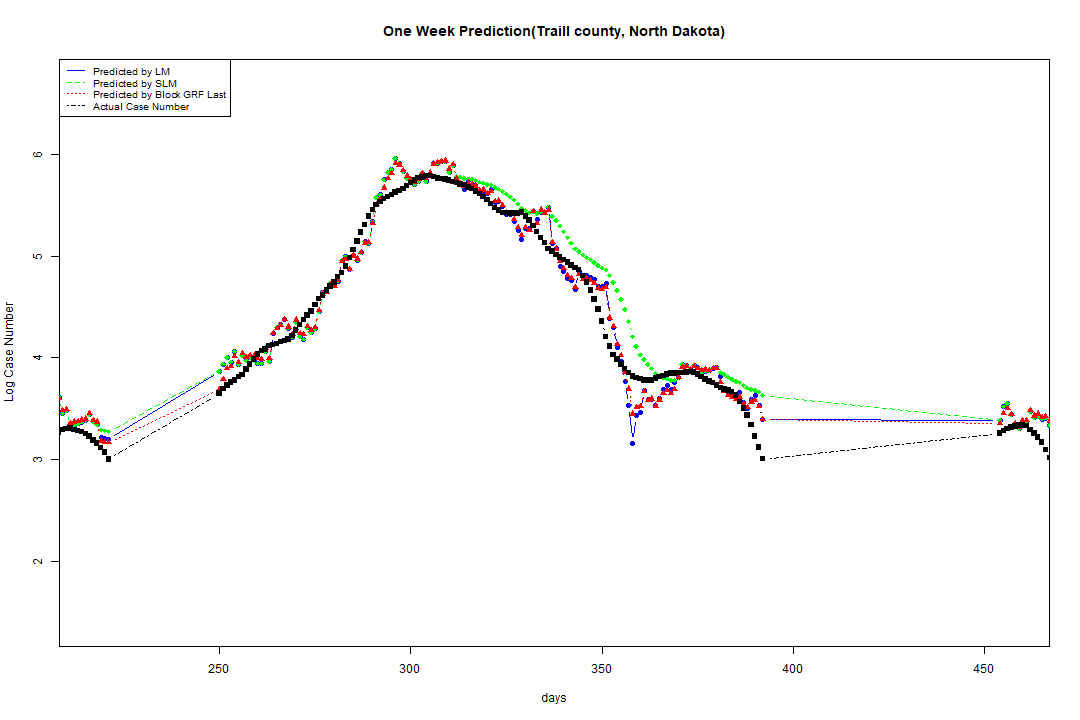 One Week Prediction(Traill county, North Dakota)
Predicted by LM
Predicted by SLM
Predicted by Block GRF Last
Actual Case Number
Log Case Number
6
5
4
3
2
250 300 350 400 450
days